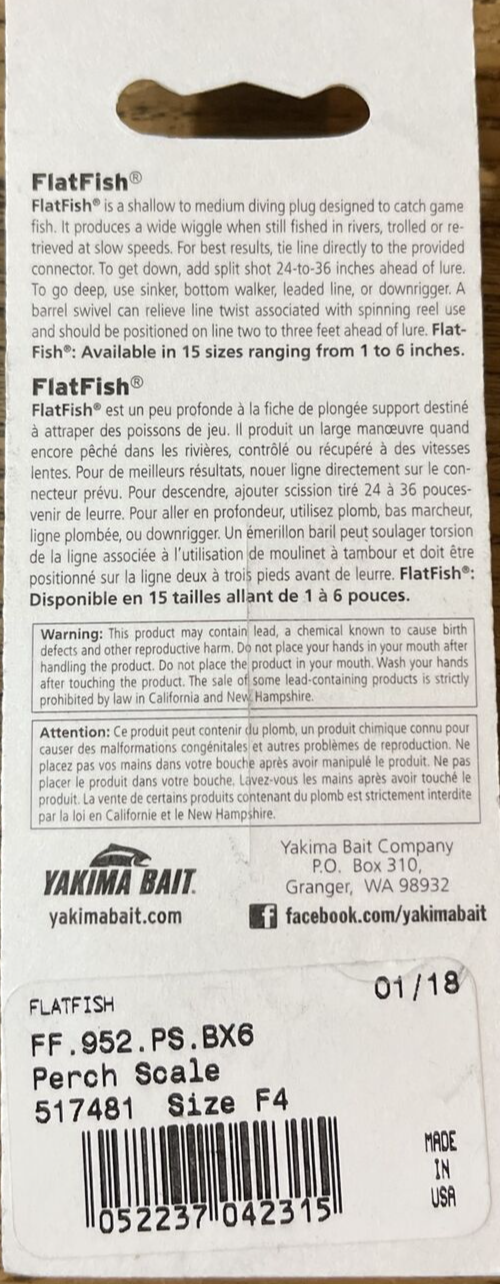 FlatFish®
FlatFish® is a shallow to medium diving plug designed to catch game
fish. It produces a wide wiggle when still fished in rivers, trolled or re-
trieved at slow speeds. For best results, tie line directly to the provided
connector. To get down, add split shot 24-to-36 inches ahead of lure.
To go deep, use sinker, bottom walker, leaded line, or downrigger. A
barrel swivel can relieve line twist associated with spinning reel use
and should be positioned on line two to three feet ahead of lure. Flat-
Fish®: Available in 15 sizes ranging from 1 to 6 inches.
FlatFish®
FlatFish® est un peu profonde à la fiche de plongée support destiné
à attraper des poissons de jeu. Il produit un large manœuvre quand
encore pêché dans les rivières, contrôlé ou récupéré à des vitesses
lentes. Pour de meilleurs résultats, nouer ligne directement sur le con-
necteur prévu. Pour descendre, ajouter scission tiré 24 à 36 pouces-
venir de leurre. Pour aller en profondeur, utilisez plomb, bas marcheur,
ligne plombée, ou downrigger. Un émerillon baril peut soulager torsion
de la ligne associée à l'utilisation de moulinet à tambour et doit être
positionné sur la ligne deux à trois pieds avant de leurre. FlatFish®:
Disponible en 15 tailles allant de 1 à 6 pouces.
Warning: This product may contain lead, a chemical known to cause birth
defects and other reproductive harm. Do not place your hands in your mouth after
handling the product. Do not place the product in your mouth. Wash your hands
after touching the product. The sale of some lead-containing products is strictly
prohibited by law in California and New Hampshire.
Attention: Ce produit peut contenir du plomb, un produit chimique connu pour
causer des malformations congénitales et autres problèmes de reproduction. Ne
placez pas vos mains dans votre bouche après avoir manipulé le produit. Ne pas
placer le produit dans votre bouche. Lavez-vous les mains après avoir touché le
produit. La vente de certains produits contenant du plomb est strictement interdite
par la loi en Californie et le New Hampshire.
YAKIMA BAIT.
yakimabait.com
Yakima Bait Company
P.O. Box 310,
Granger, WA 98932
f facebook.com/yakimabait
01/18
FLATFISH
FF.952.PS.BX6
Perch Scale
517481 Size F4
MADE
IN
USA
052237 042315